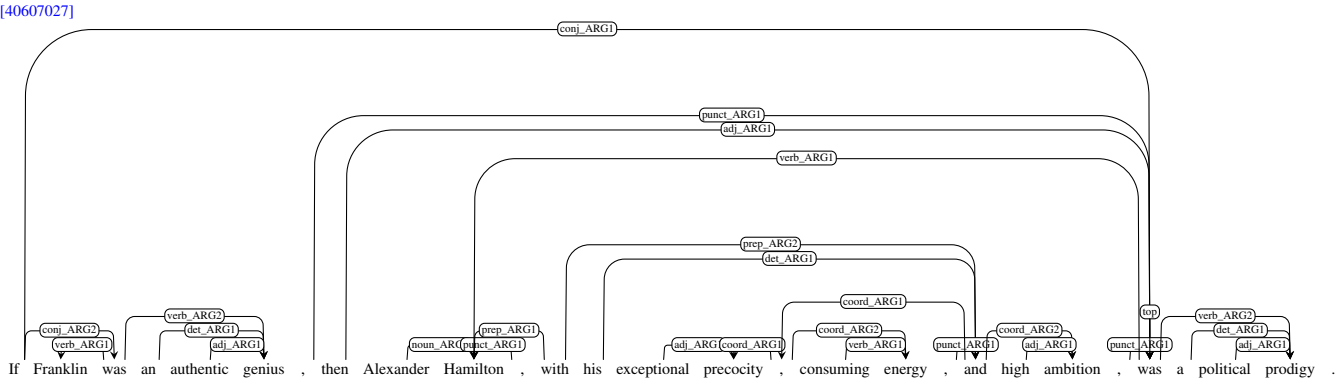 [40607027]
conj_ARG1
punct_ARG1
adj_ARG1
verb_ARG1
prep_ARG2
det_ARG1
coord_ARG1 top
verb_ARG2 verb_ARG2
conj_ARG2 det_ARG1 prep_ARG1 coord_ARG2 coord_ARG2 det_ARG1
verb_ARG1 adj_ARG1 noun_ARG punct_ARG1 adj_ARG coord_ARG1 verb_ARG1 punct_ARG1 adj_ARG1 punct_ARG1 adj_ARG1
If Franklin was an authentic genius , then Alexander Hamilton , with his exceptional precocity , consuming energy , and high ambition , was a political prodigy .